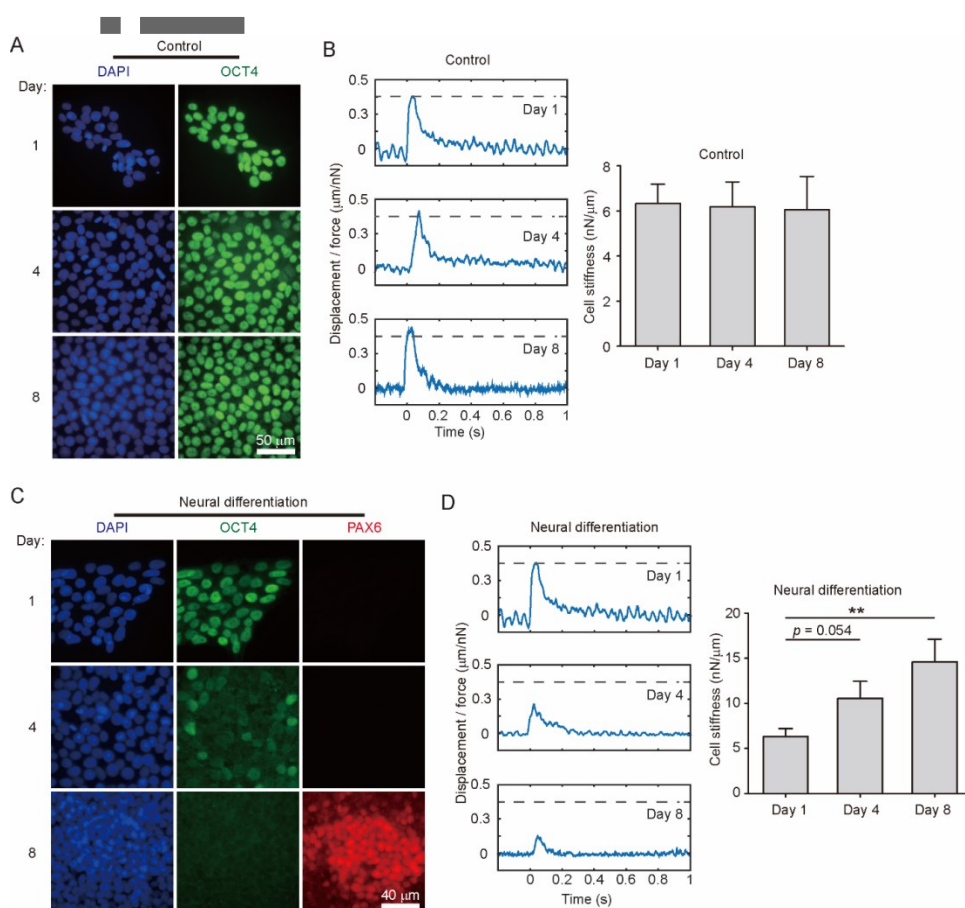 A
Control
DAPI OCT4
Day:
1
4
8
50 μm
B
Control
Displacement / force (μm/nN)
0.5
0.3
0
Day 1
0.5
0.3
0
Day 4
0.5
0.3
0
Day 8
0 0.2 0.4 0.6 0.8 1
Time (s)
Control
Cell stiffness (nN/μm)
8
6
4
2
0
Day 1 Day 4 Day 8
C
Neural differentiation
DAPI OCT4 PAX6
Day:
1
4
8
40 μm
D
Neural differentiation
Displacement / force (μm/nN)
0.5
0.3
0
Day 1
0.5
0.3
0
Day 4
0.5
0.3
0
Day 8
0 0.2 0.4 0.6 0.8 1
Time (s)
Neural differentiation
Cell stiffness (nN/μm)
20
15
10
5
0
**
p = 0.054
Day 1 Day 4 Day 8